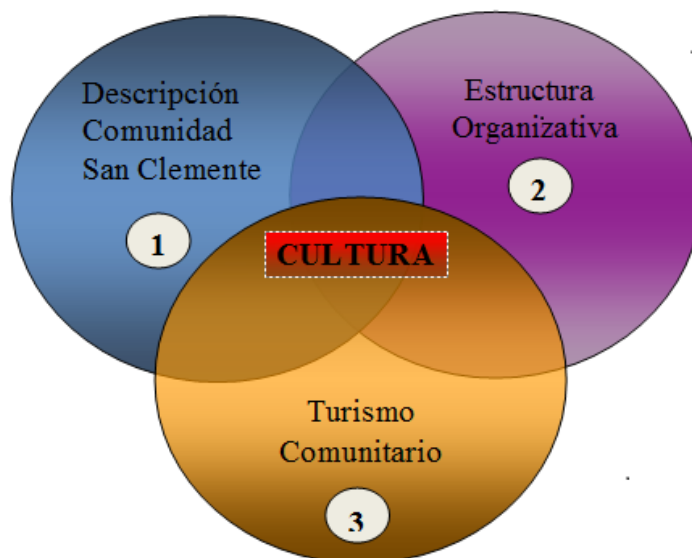 Descripción
Comunidad
San Clemente
1
Estructura
Organizativa
2
CULTURA
Turismo
Comunitario
3